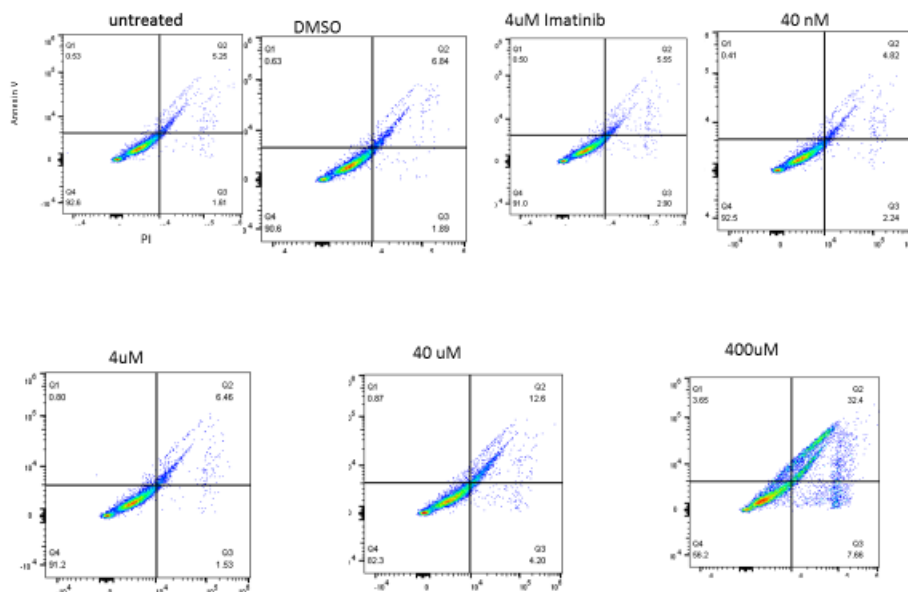 untreated
DMSO
4uM Imatinib
40 nM
Q1
0.53
Q2
5.25
Q4
92.6
Q3
1.61
Annexin V
PI
Q1
0.63
Q2
6.84
Q4
90.6
Q3
1.89
Q1
0.50
Q2
5.55
Q4
91.0
Q3
2.90
Q1
0.41
Q2
4.82
Q4
92.5
Q3
2.24
4uM
40 uM
400uM
Q1
0.80
Q2
6.46
Q4
91.2
Q3
1.53
Q1
0.87
Q2
12.6
Q4
82.3
Q3
4.20
Q1
3.65
Q2
32.4
Q4
56.2
Q3
7.66